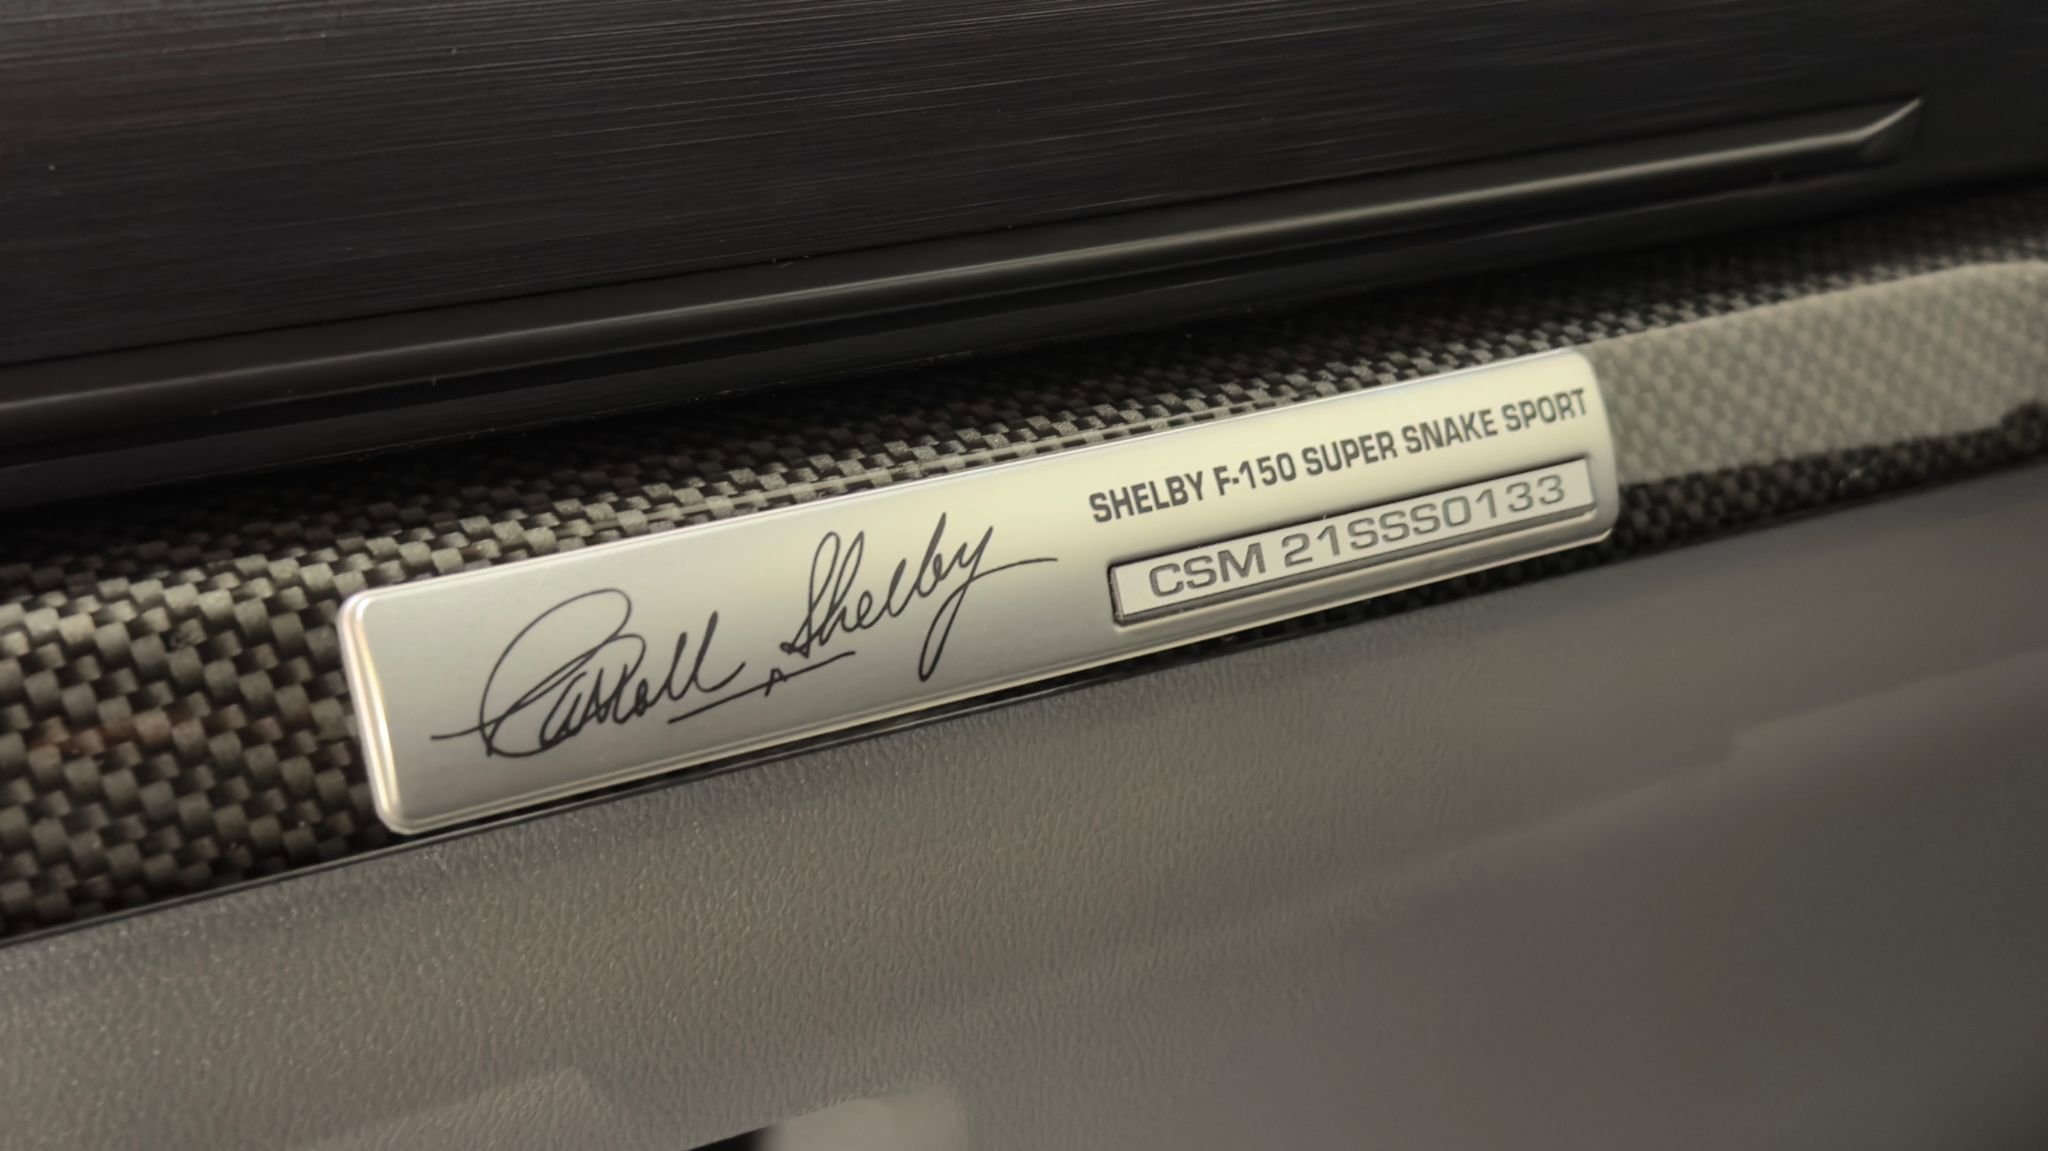 Carroll Shelby
SHELBY F-150 SUPER SNAKE SPORT
CSM 21SSS0133